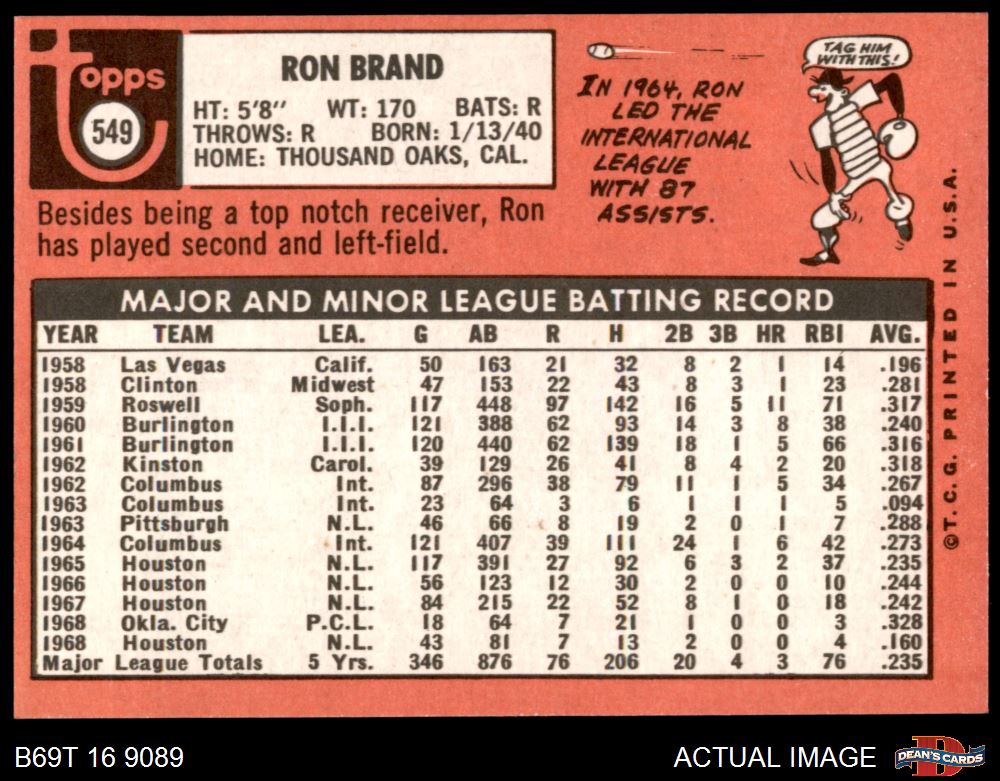 topps
549
RON BRAND
HT: 5'8" WT: 170 BATS: R
THROWS: R BORN: 1/13/40
HOME: THOUSAND OAKS, CAL.
IN 1964, RON
LED THE
INTERNATIONAL
LEAGUE
WITH 87
ASSISTS.
TAG HIM
WITH THIS!
Besides being a top notch receiver, Ron
has played second and left-field.
MAJOR AND MINOR LEAGUE BATTING RECORD
YEAR TEAM LEA. G AB R H 2B 3B HR RBI AVG.
1958 Las Vegas Calif. 50 163 21 32 8 2 1 14 .196
1958 Clinton Midwest 47 153 22 43 8 3 1 23 .281
1959 Roswell Soph. 117 448 97 142 16 5 11 71 .317
1960 Burlington I.I.I. 121 388 62 93 14 3 8 38 .240
1961 Burlington I.I.I. 120 440 62 139 18 1 5 66 .316
1962 Kinston Carol. 39 129 26 41 8 4 2 20 .318
1962 Columbus Int. 87 296 38 79 11 1 5 34 .267
1963 Columbus Int. 23 64 3 6 1 1 1 5 .094
1963 Pittsburgh N.L. 46 66 8 19 2 0 1 7 .288
1964 Columbus Int. 121 407 39 111 24 1 6 42 .273
1965 Houston N.L. 117 391 27 92 6 3 2 37 .235
1966 Houston N.L. 56 123 12 30 2 0 0 10 .244
1967 Houston N.L. 84 215 22 52 8 1 0 18 .242
1968 Okla. City P.C.L. 18 64 7 21 1 0 0 3 .328
1968 Houston N.L. 43 81 7 13 2 0 0 4 .160
Major League Totals 5 Yrs. 346 876 76 206 20 4 3 76 .235
©T.C.G. PRINTED IN U.S.A.
B69T 16 9089
ACTUAL IMAGE
D
DEAN'S CARDS